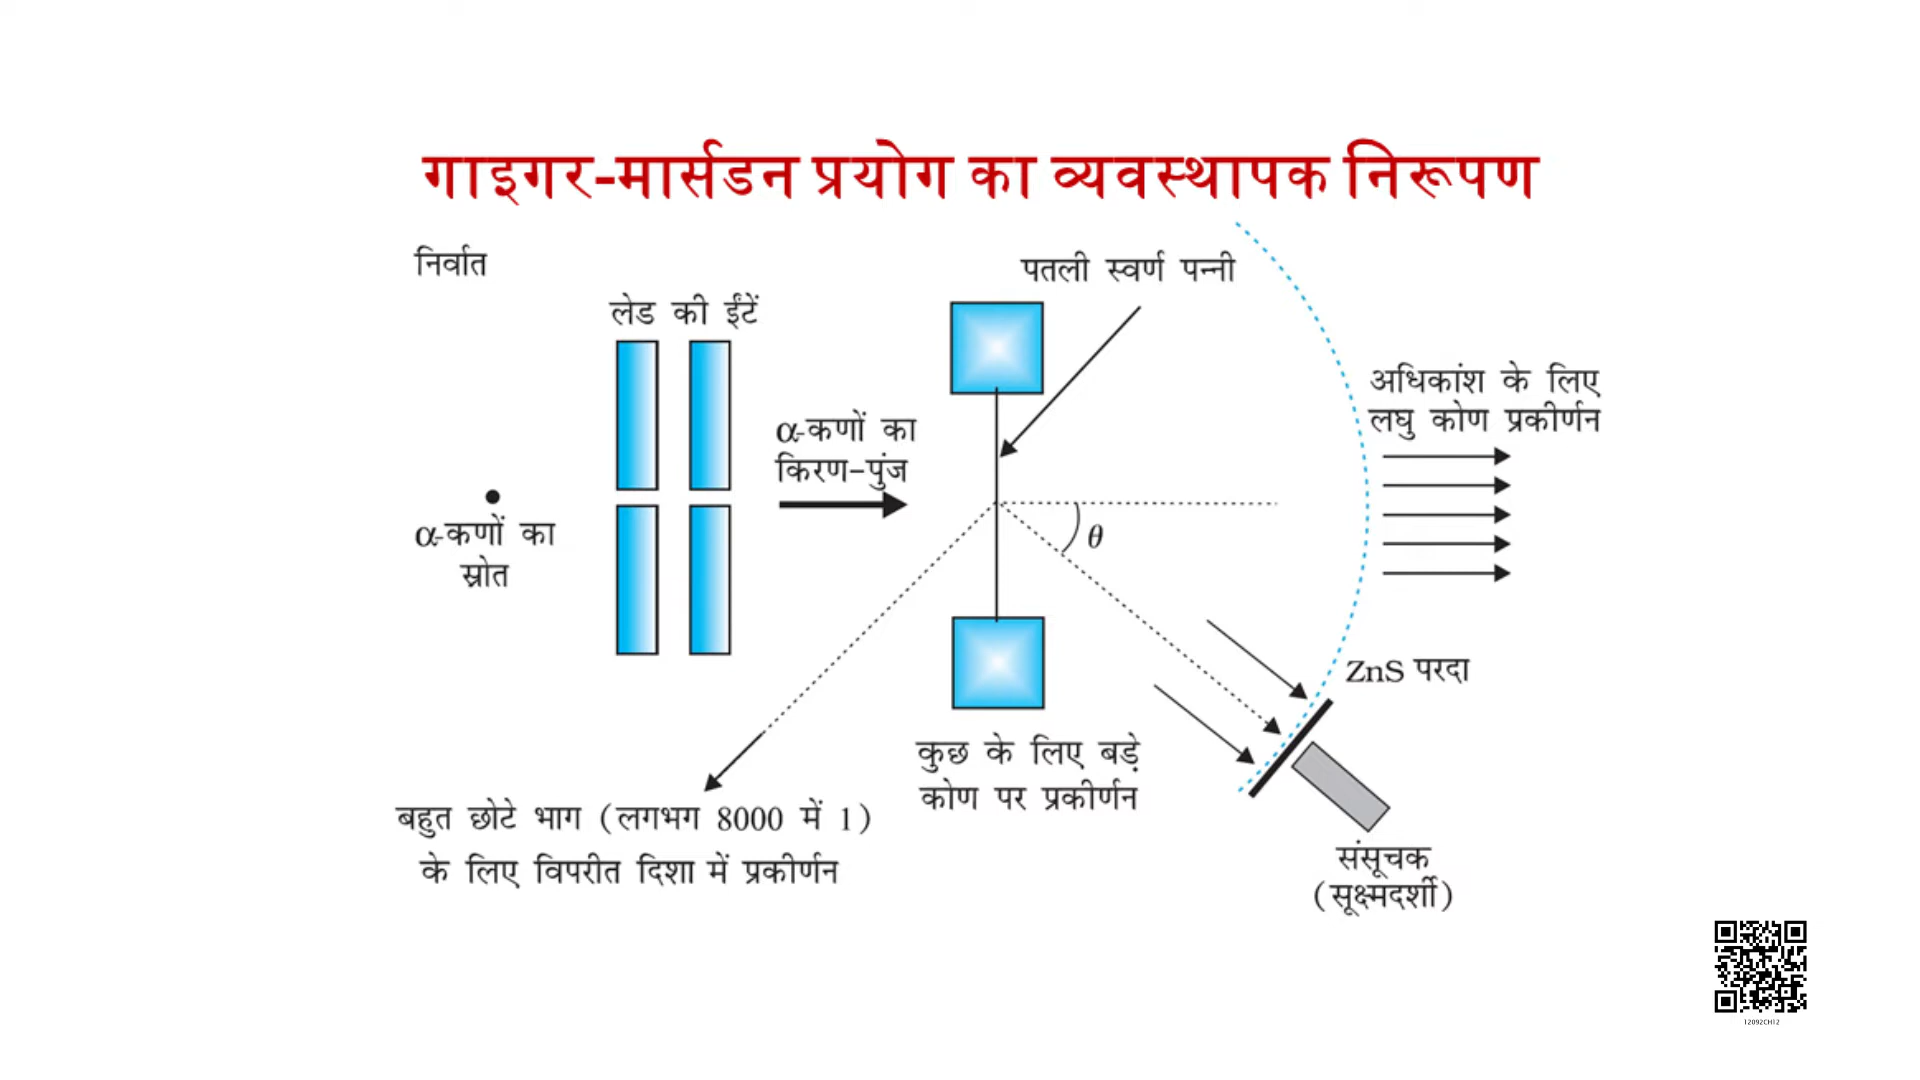 गाइगर-मार्सडन प्रयोग का व्यवस्थापक निरूपण
निर्वात
पतली स्वर्ण पन्नी
लेड की ईंटें
अधिकांश के लिए
लघु कोण प्रकीर्णन
α-कणों का
किरण-पुंज
α-कणों का
स्रोत
θ
ZnS परदा
कुछ के लिए बड़े
कोण पर प्रकीर्णन
बहुत छोटे भाग (लगभग 8000 में 1)
के लिए विपरीत दिशा में प्रकीर्णन
संसूचक
(सूक्ष्मदर्शी)
12092CH12